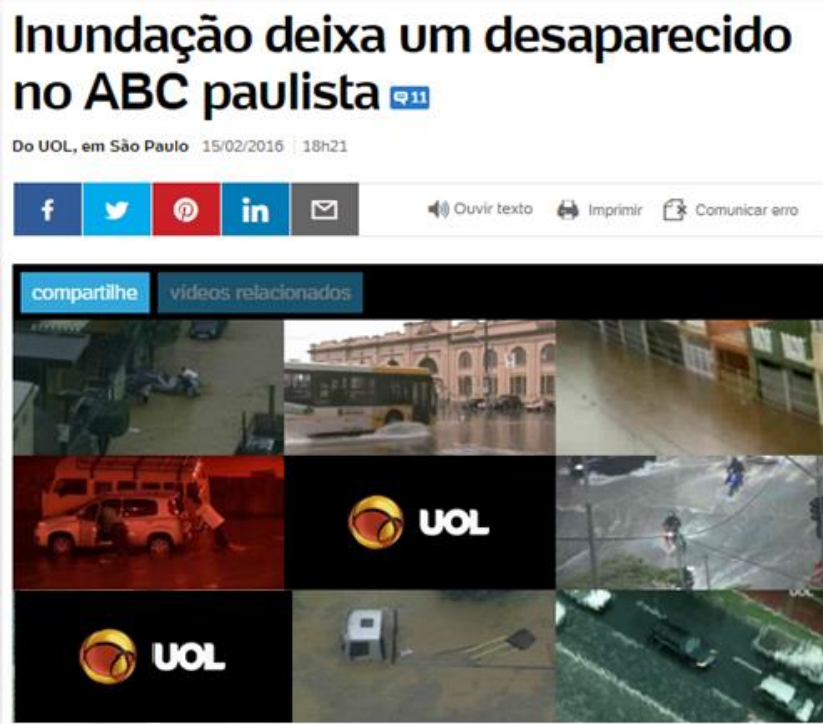 Inundação deixa um desaparecido
no ABC paulista 11
Do UOL, em São Paulo 15/02/2016 18h21
f in Ouvir texto Imprimir Comunicar erro
compartilhe vídeos relacionados
UOL
UOL